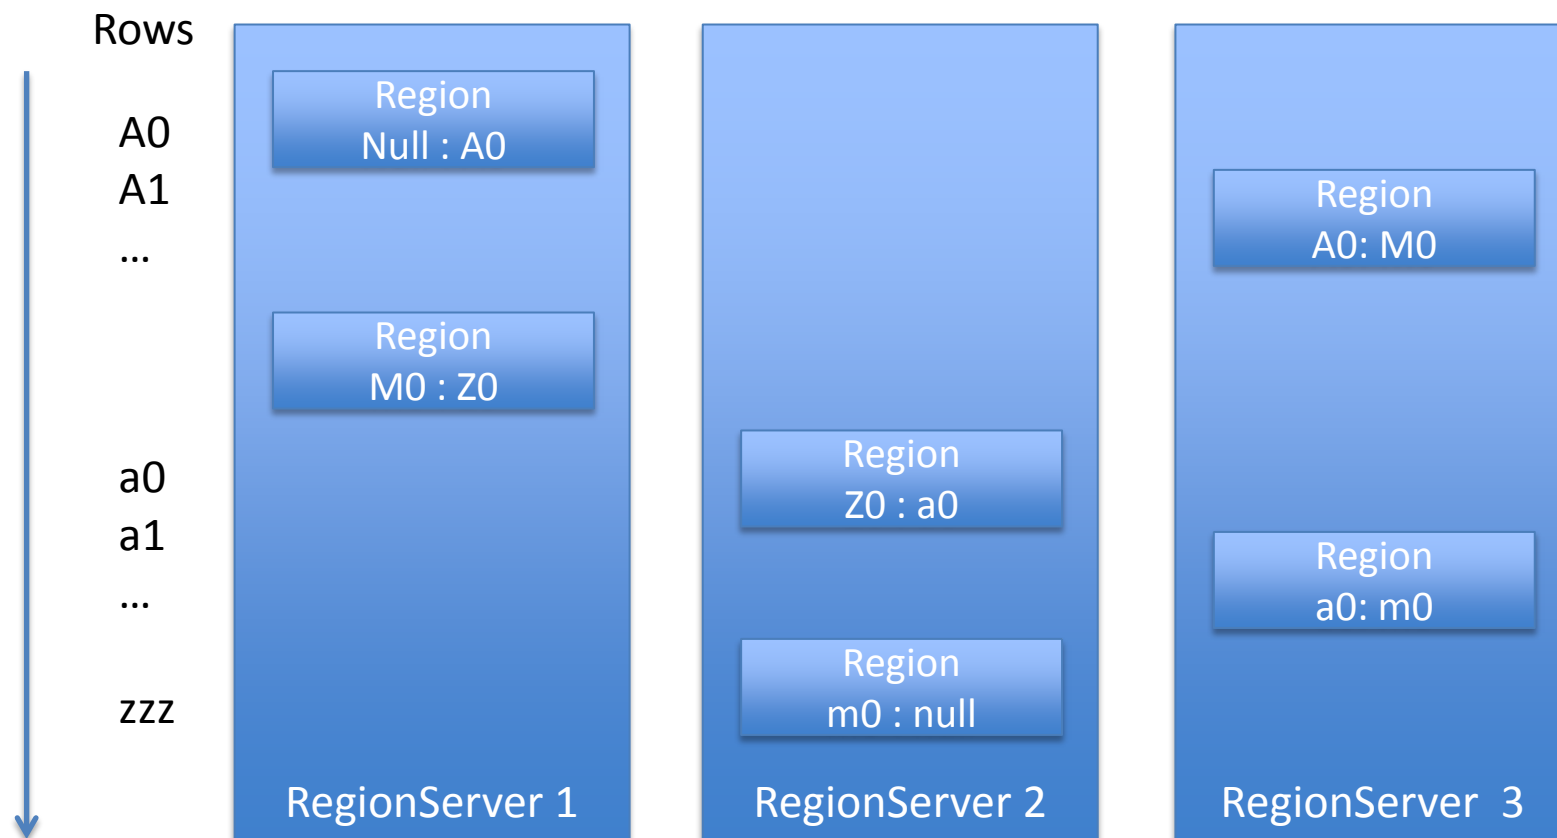 Rows
A0
A1
...
a0
a1
...
zzz
Region
Null : A0
Region
M0 : Z0
RegionServer 1
Region
Z0 : a0
Region
m0 : null
RegionServer 2
Region
A0: M0
Region
a0: m0
RegionServer 3